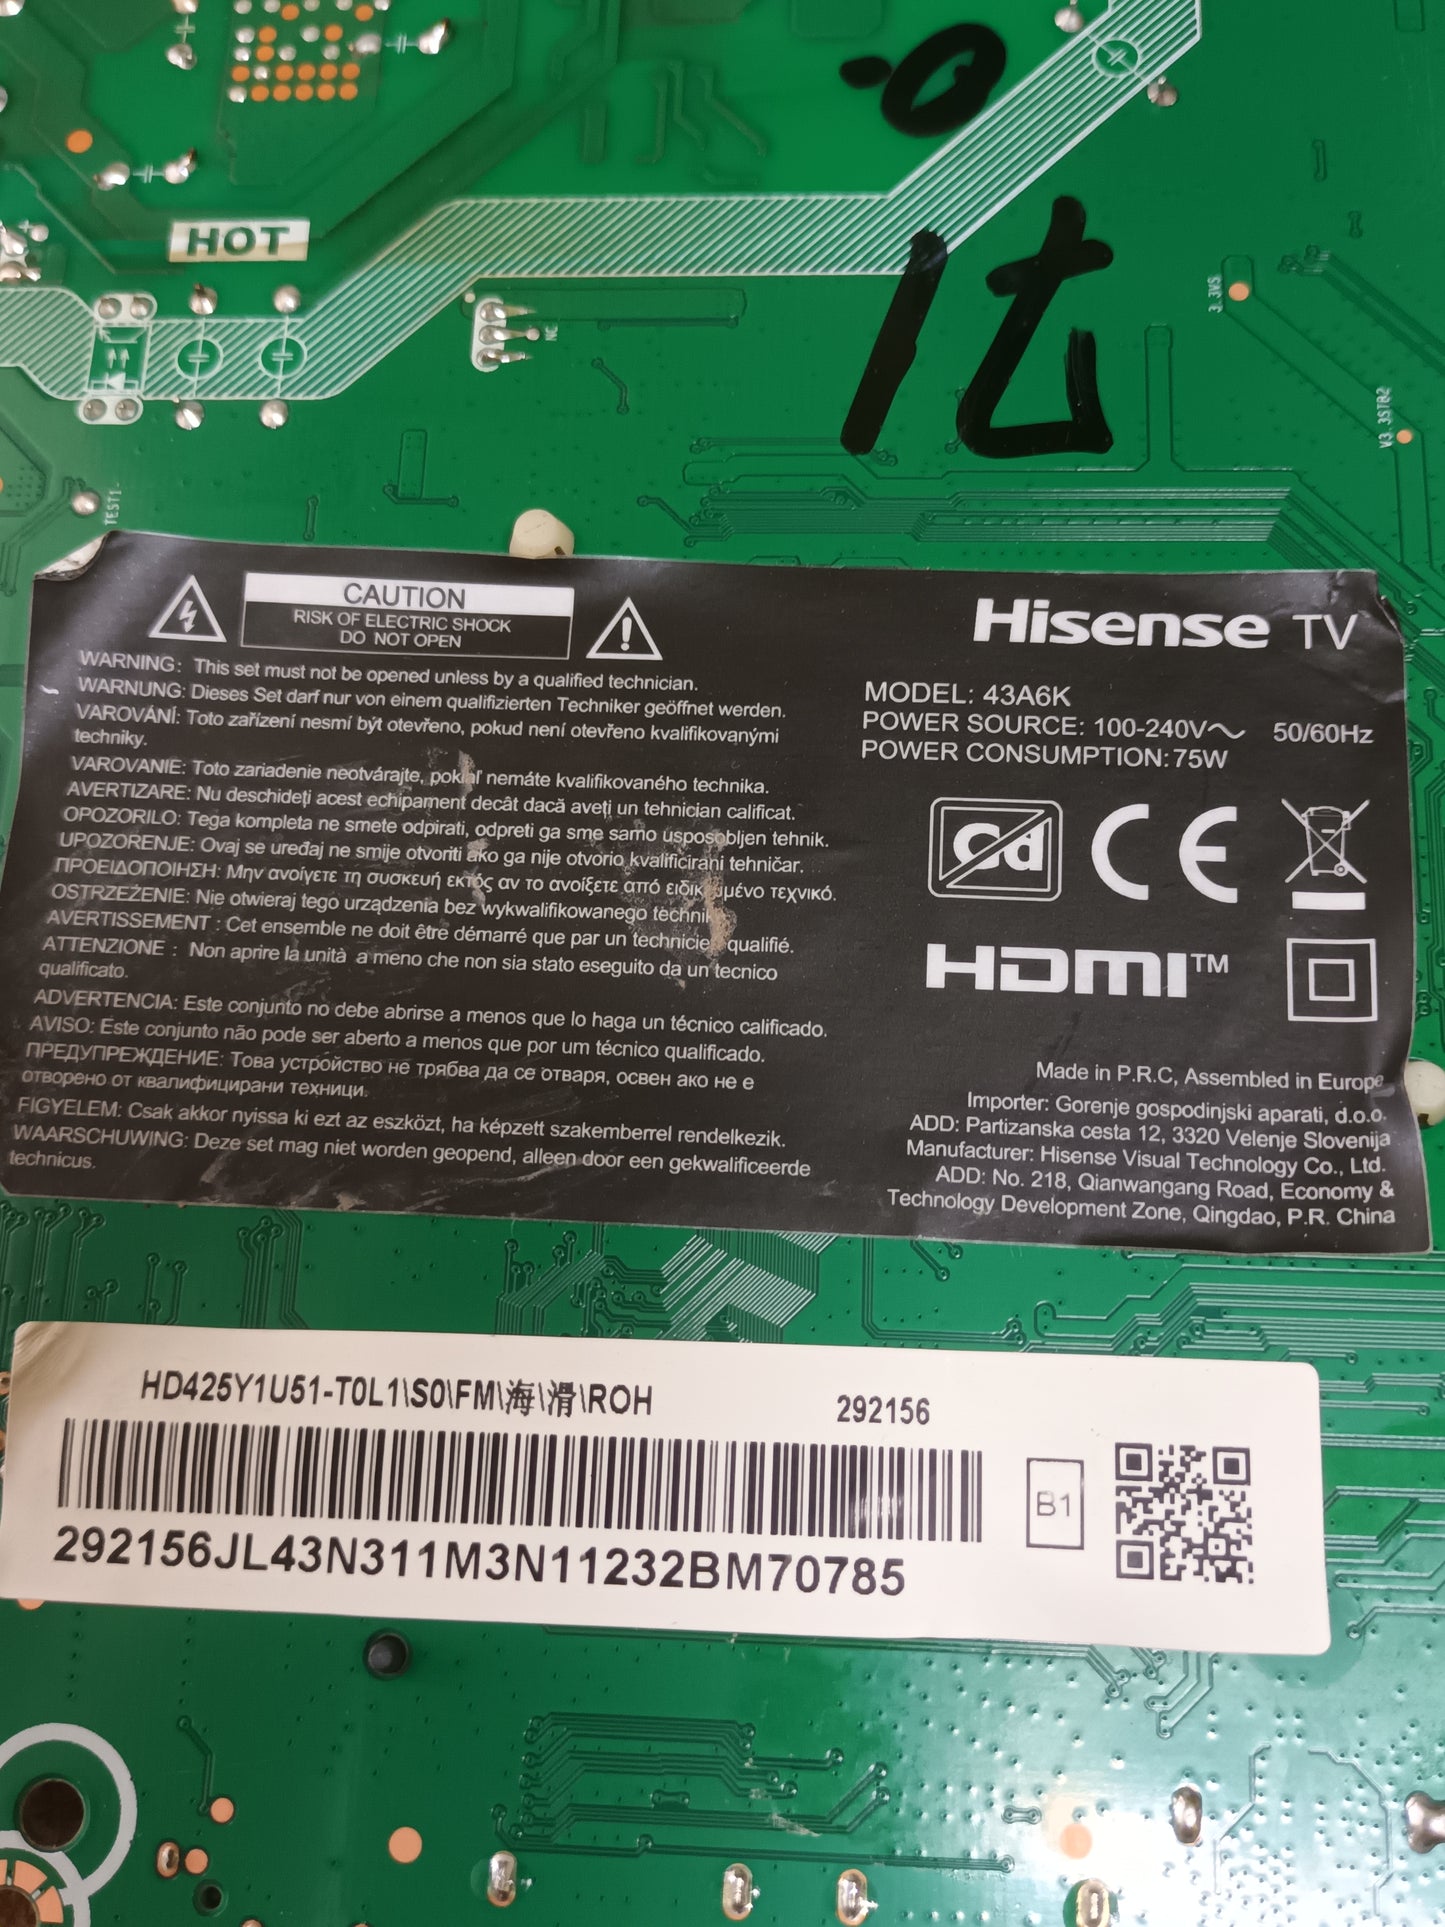 HOT
NC
3.3VS
V3.3STB2
TEST1
CAUTION
RISK OF ELECTRIC SHOCK
DO NOT OPEN
WARNING: This set must not be opened unless by a qualified technician.
WARNUNG: Dieses Set darf nur von einem qualifizierten Techniker geöffnet werden.
VAROVÁNÍ: Toto zařízení nesmí být otevřeno, pokud není otevřeno kvalifikovanými
techniky.
VAROVANIE: Toto zariadenie neotvárajte, pokiaľ nemáte kvalifikovaného technika.
AVERTIZARE: Nu deschideți acest echipament decât dacă aveți un tehnician calificat.
OPOZORILO: Tega kompleta ne smete odpirati, odpreti ga sme samo usposobljen tehnik.
UPOZORENJE: Ovaj se uređaj ne smije otvoriti ako ga nije otvorio kvalificirani tehničar.
ΠΡΟΕΙΔΟΠΟΙΗΣΗ: Μην ανοίγετε τη συσκευή εκτός αν το ανοίξετε από τεχνικό.
OSTRZEŻENIE: Nie otwieraj tego urządzenia bez wykwalifikowanego technik
AVERTISSEMENT : Cet ensemble ne doit être démarré que par un technicien qualifié.
ATTENZIONE : Non aprire la unità a meno che non sia stato eseguito da un tecnico
qualificato.
ADVERTENCIA: Este conjunto no debe abrirse a menos que lo haga un técnico calificado.
AVISO: Este conjunto não pode ser aberto a menos que por um técnico qualificado.
ПРЕДУПРЕЖДЕНИЕ: Това устройство не трябва да се отваря, освен ако не е
отворено от квалифицирани техници.
FIGYELEM: Csak akkor nyissa ki ezt az eszközt, ha képzett szakemberrel rendelkezik.
WAARSCHUWING: Deze set mag niet worden geopend, alleen door een gekwalificeerde
technicus.
Hisense TV
MODEL: 43A6K
POWER SOURCE: 100-240V～ 50/60Hz
POWER CONSUMPTION: 75W
Cd
CE
HDMI™
Made in P.R.C, Assembled in Europe
Importer: Gorenje gospodinjski aparati, d.o.o.
ADD: Partizanska cesta 12, 3320 Velenje Slovenija
Manufacturer: Hisense Visual Technology Co., Ltd.
ADD: No. 218, Qianwangang Road, Economy &
Technology Development Zone, Qingdao, P.R. China
HD425Y1U51-T0L1\S0\FM\海\滑\ROH 292156
B1
292156JL43N311M3N11232BM70785